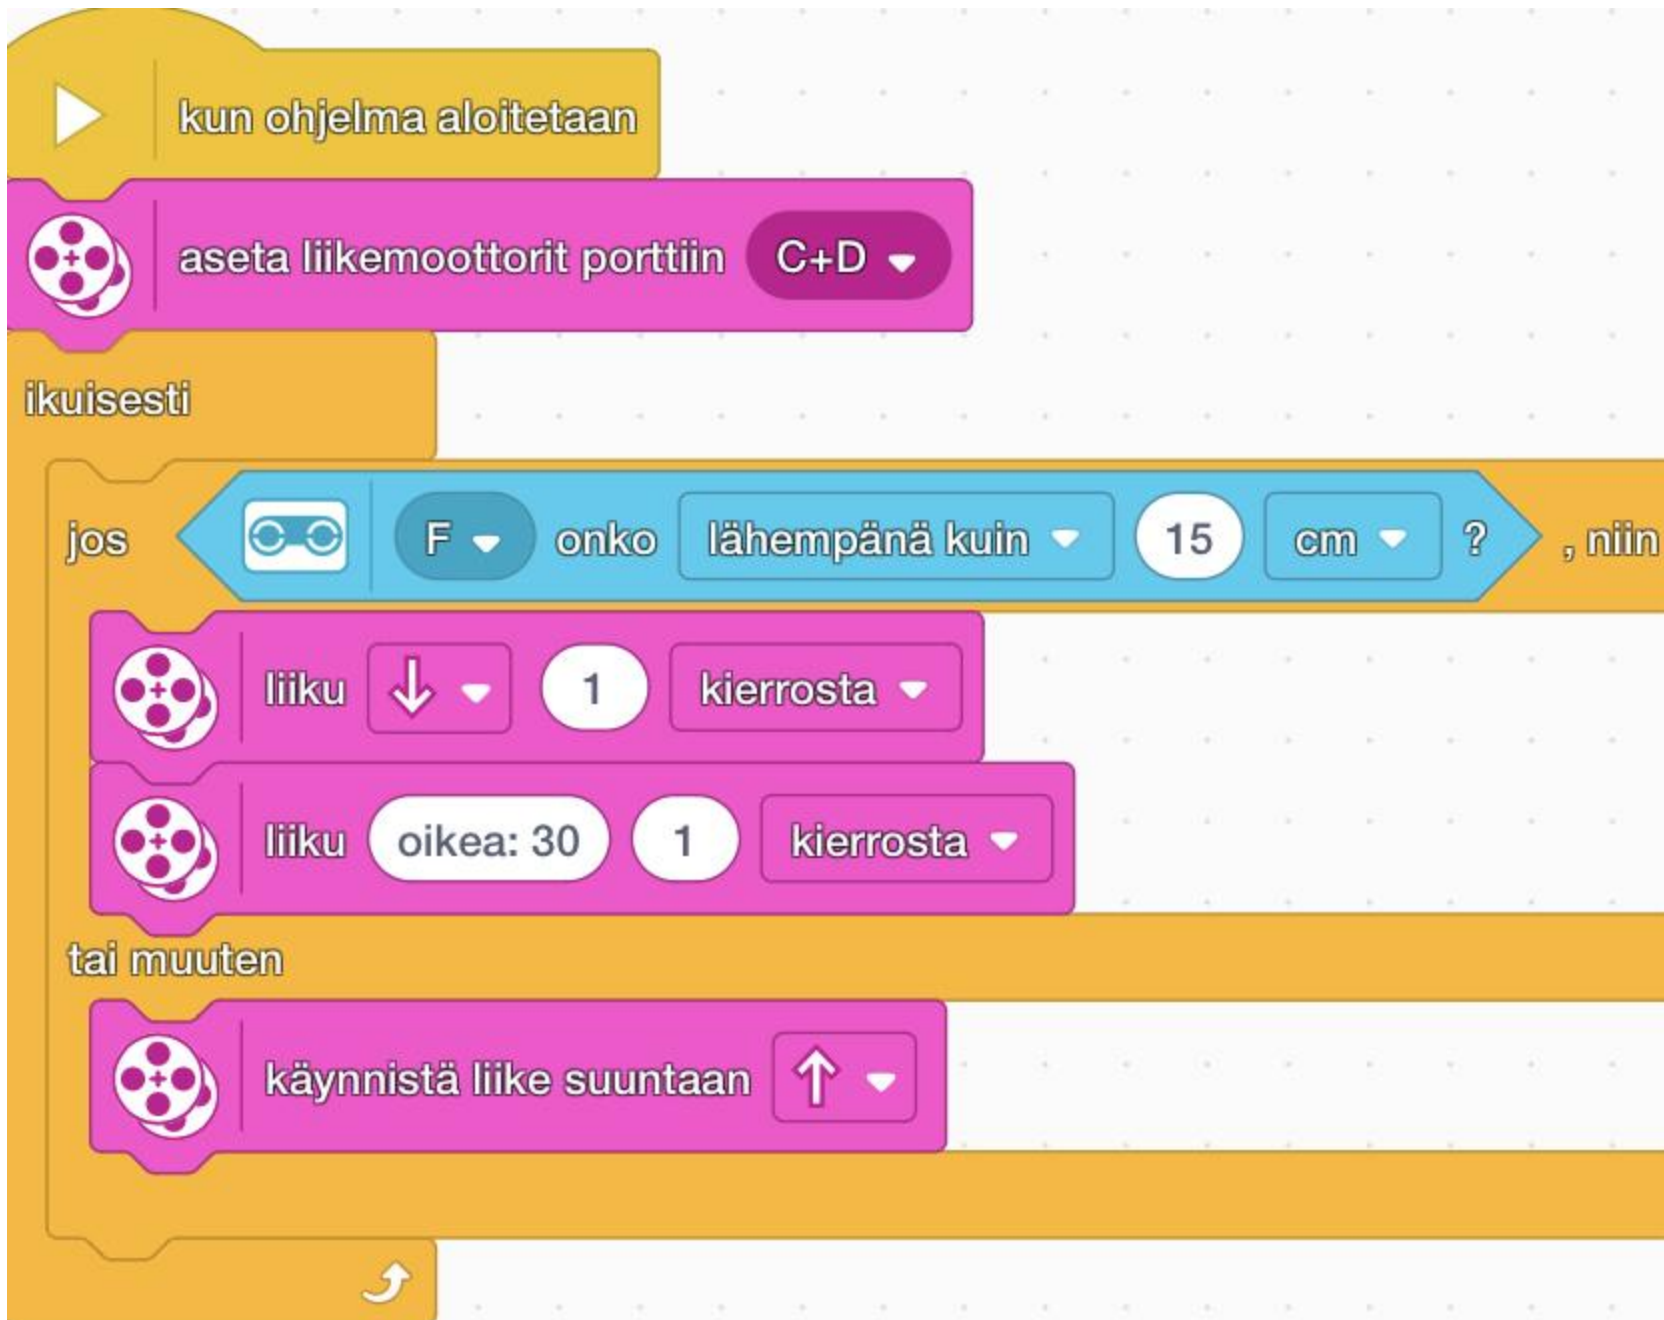 kun ohjelma aloitetaan
aseta liikemoottorit porttiin C+D
ikuisesti
jos F onko lähempänä kuin 15 cm ? , niin
liiku 1 kierrosta
liiku oikea: 30 1 kierrosta
tai muuten
käynnistä liike suuntaan